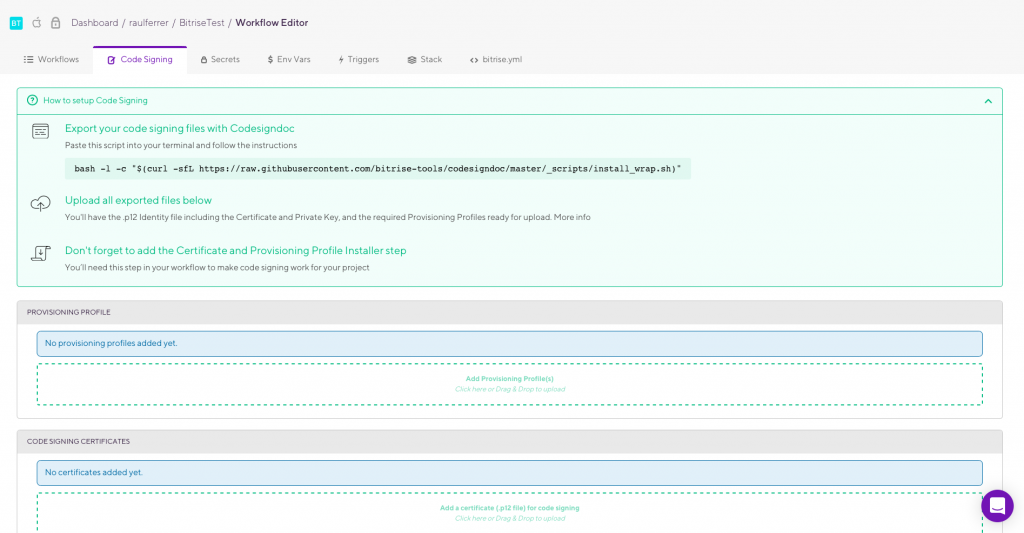 BT Dashboard / raulferrer / BitriseTest / Workflow Editor
Workflows Code Signing Secrets $ Env Vars Triggers Stack <> bitrise.yml
? How to setup Code Signing
Export your code signing files with Codesigndoc
Paste this script into your terminal and follow the instructions
bash -l -c "$(curl -sfL https://raw.githubusercontent.com/bitrise-tools/codesigndoc/master/_scripts/install_wrap.sh)"
Upload all exported files below
You'll have the .p12 Identity file including the Certificate and Private Key, and the required Provisioning Profiles ready for upload. More info
Don't forget to add the Certificate and Provisioning Profile Installer step
You'll need this step in your workflow to make code signing work for your project
PROVISIONING PROFILE
No provisioning profiles added yet.
Add Provisioning Profile(s)
Click here or Drag & Drop to upload
CODE SIGNING CERTIFICATES
No certificates added yet.
Add a certificate (.p12 file) for code signing
Click here or Drag & Drop to upload